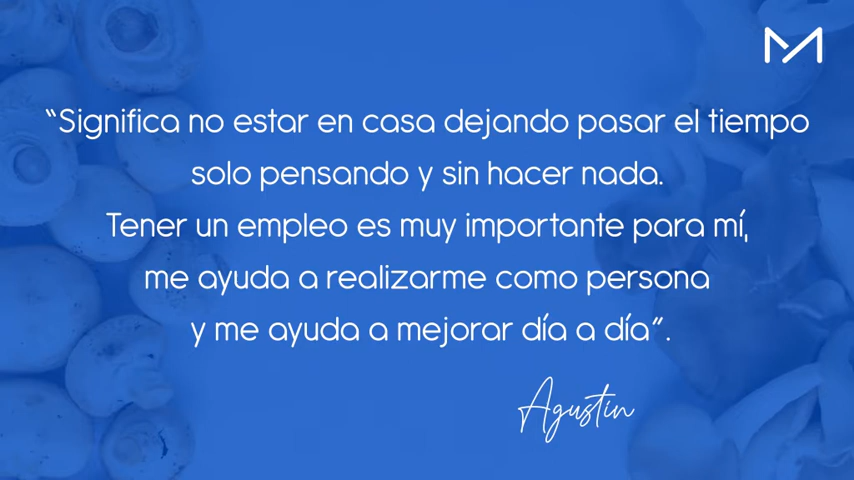 “Significa no estar en casa dejando pasar el tiempo
solo pensando y sin hacer nada.
Tener un empleo es muy importante para mí,
me ayuda a realizarme como persona
y me ayuda a mejorar día a día”.
Agustín